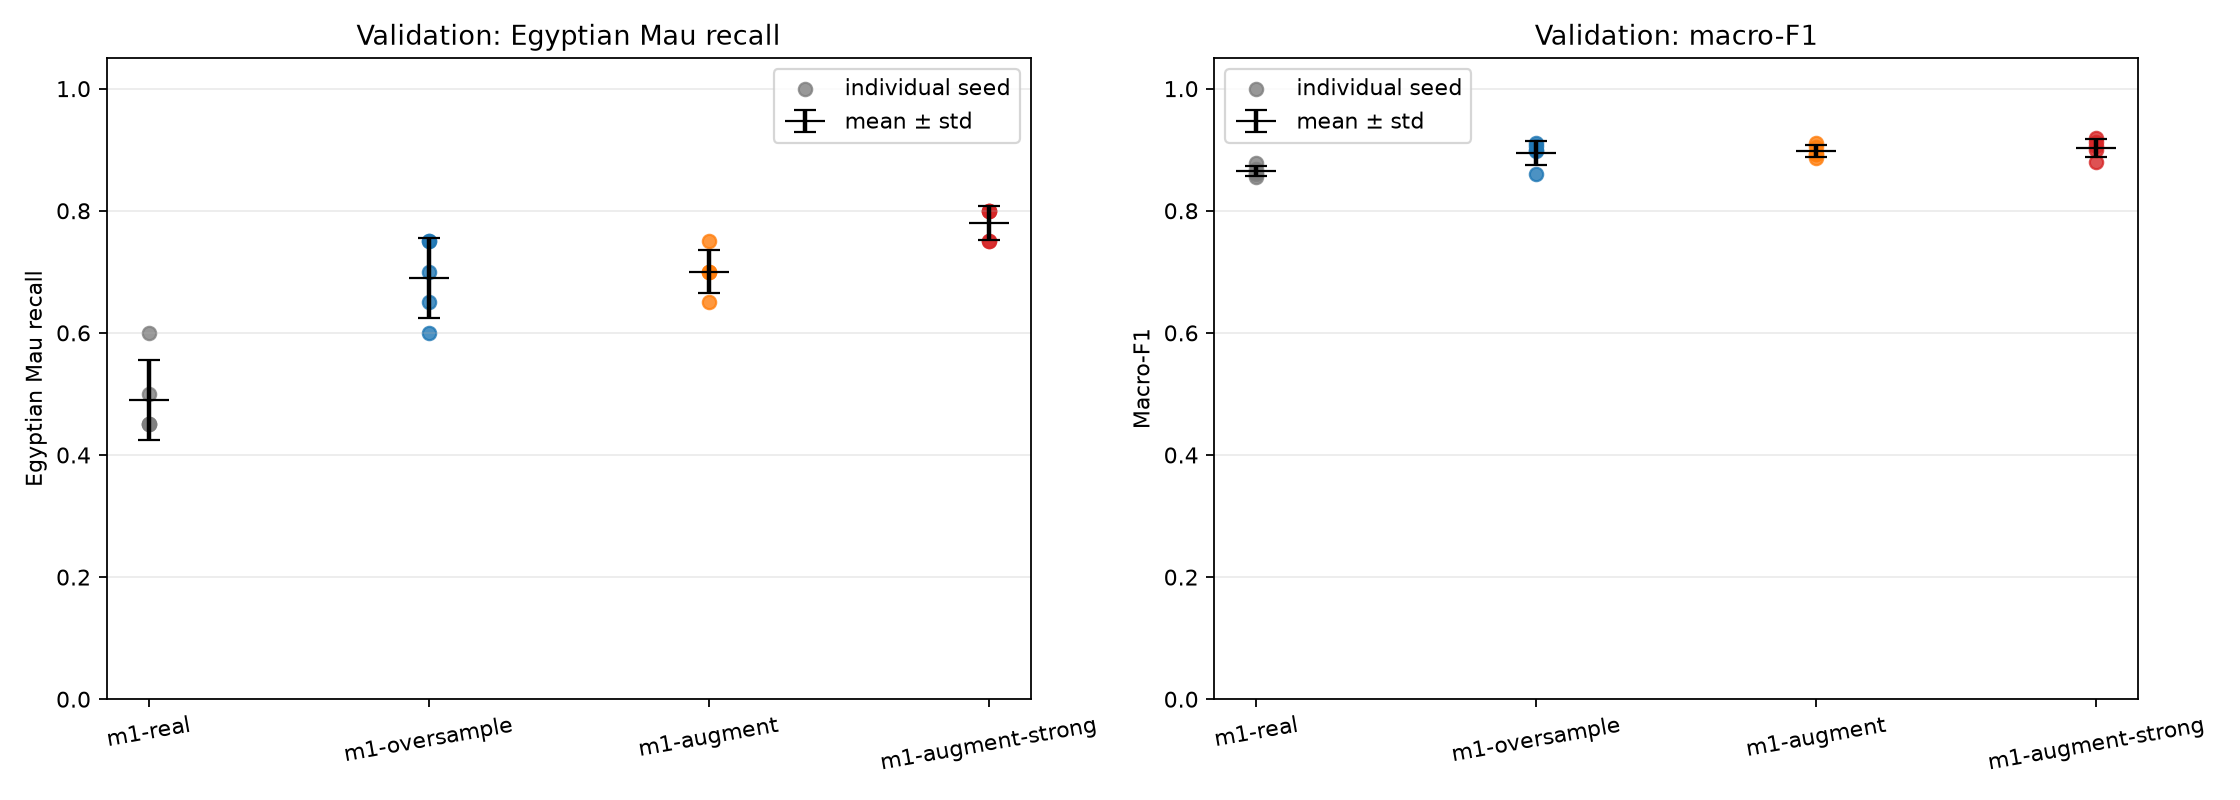 Validation: Egyptian Mau recall
individual seed
mean ± std
Egyptian Mau recall
1.0
0.8
0.6
0.4
0.2
0.0
m1-real
m1-oversample
m1-augment
m1-augment-strong
Validation: macro-F1
individual seed
mean ± std
Macro-F1
1.0
0.8
0.6
0.4
0.2
0.0
m1-real
m1-oversample
m1-augment
m1-augment-strong